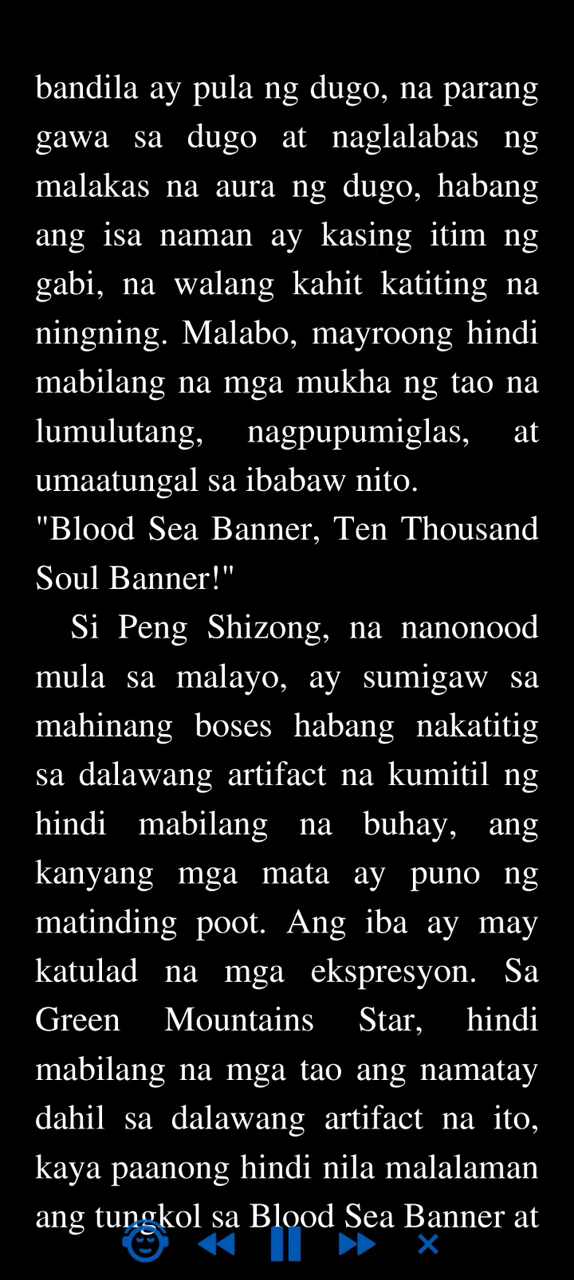 bandila ay pula ng dugo, na parang
gawa sa dugo at naglalabas ng
malakas na aura ng dugo, habang
ang isa naman ay kasing itim ng
gabi, na walang kahit katiting na
ningning. Malabo, mayroong hindi
mabilang na mga mukha ng tao na
lumulutang, nagpupumiglas, at
umaatungal sa ibabaw nito.
"Blood Sea Banner, Ten Thousand
Soul Banner!"
Si Peng Shizong, na nanonood
mula sa malayo, ay sumigaw sa
mahinang boses habang nakatitig
sa dalawang artifact na kumitil ng
hindi mabilang na buhay, ang
kanyang mga mata ay puno ng
matinding poot. Ang iba ay may
katulad na mga ekspresyon. Sa
Green Mountains Star, hindi
mabilang na mga tao ang namatay
dahil sa dalawang artifact na ito,
kaya paanong hindi nila malalaman
ang tungkol sa Blood Sea Banner at